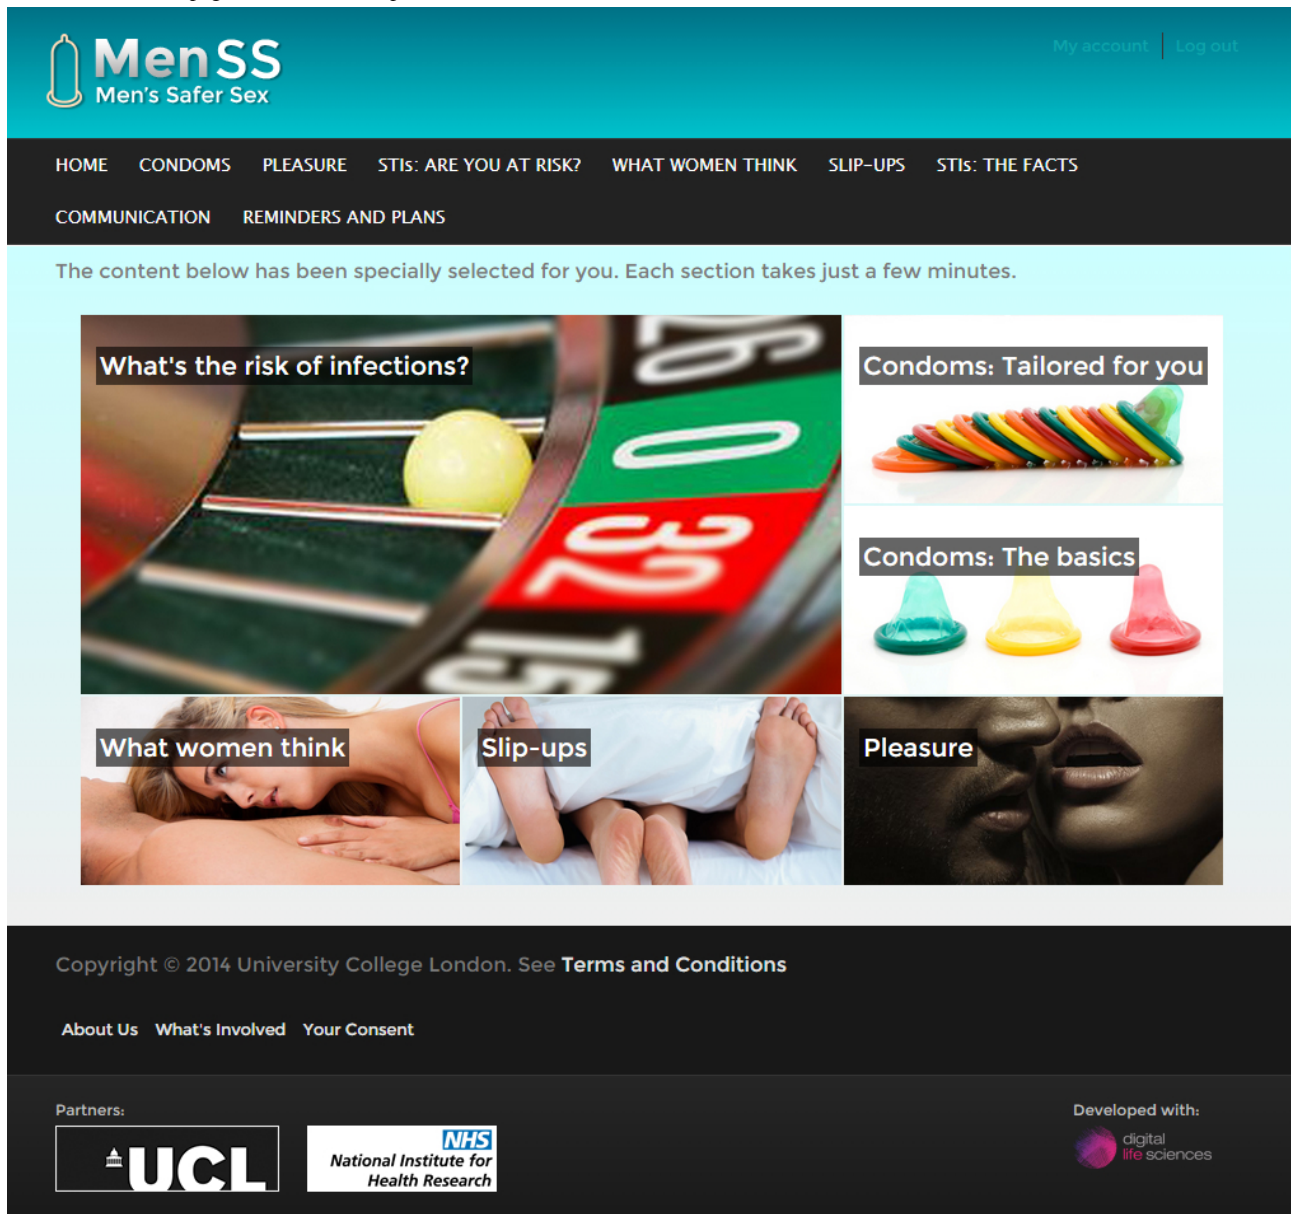 MenSS
Men's Safer Sex
My account Log out
HOME CONDOMS PLEASURE STIs: ARE YOU AT RISK? WHAT WOMEN THINK SLIP-UPS STIs: THE FACTS
COMMUNICATION REMINDERS AND PLANS
The content below has been specially selected for you. Each section takes just a few minutes.
What's the risk of infections?
26
0
32
15
Condoms: Tailored for you
Condoms: The basics
What women think
Slip-ups
Pleasure
Copyright © 2014 University College London. See Terms and Conditions
About Us What's Involved Your Consent
Partners:
UCL
NHS
National Institute for
Health Research
Developed with:
digital
life sciences